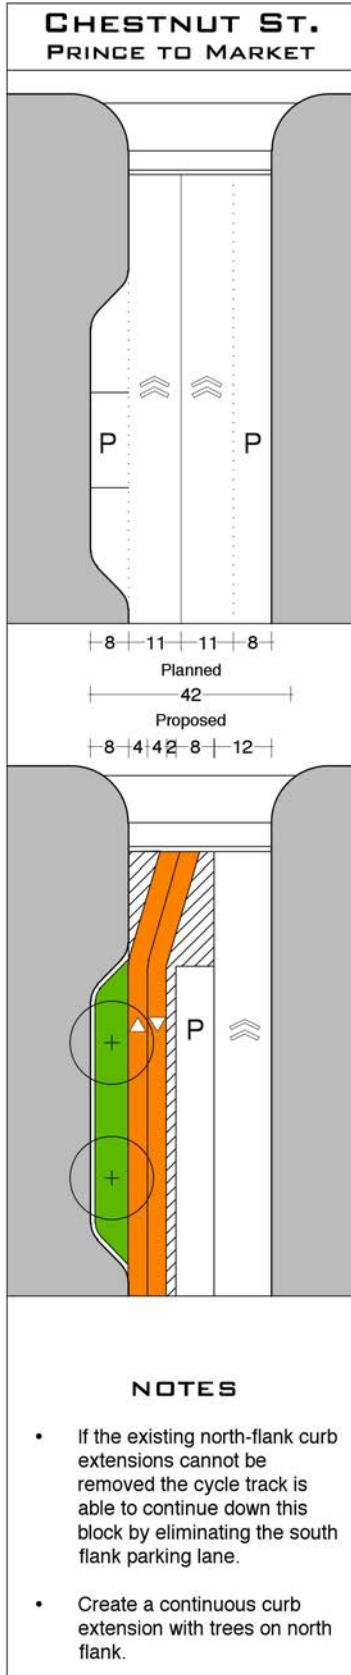 CHESTNUT ST.
PRINCE TO MARKET
P P
8 11 11 8
Planned
42
Proposed
8 4 4 2 8 12
P
NOTES
• If the existing north-flank curb
extensions cannot be
removed the cycle track is
able to continue down this
block by eliminating the south
flank parking lane.
• Create a continuous curb
extension with trees on north
flank.